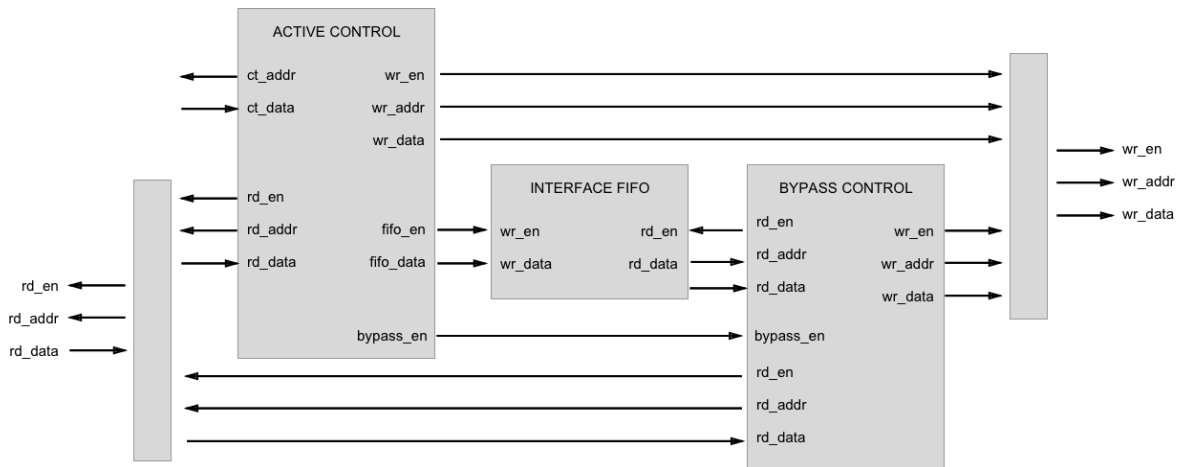 ACTIVE CONTROL
ct_addr
wr_en
ct_data
wr_addr
wr_data
rd_en
rd_addr
fifo_en
rd_data
fifo_data
bypass_en
INTERFACE FIFO
wr_en
rd_en
wr_data
rd_data
BYPASS CONTROL
rd_en
wr_en
rd_addr
wr_addr
rd_data
wr_data
bypass_en
rd_en
rd_addr
rd_data
wr_en
wr_addr
wr_data
rd_en
rd_addr
rd_data